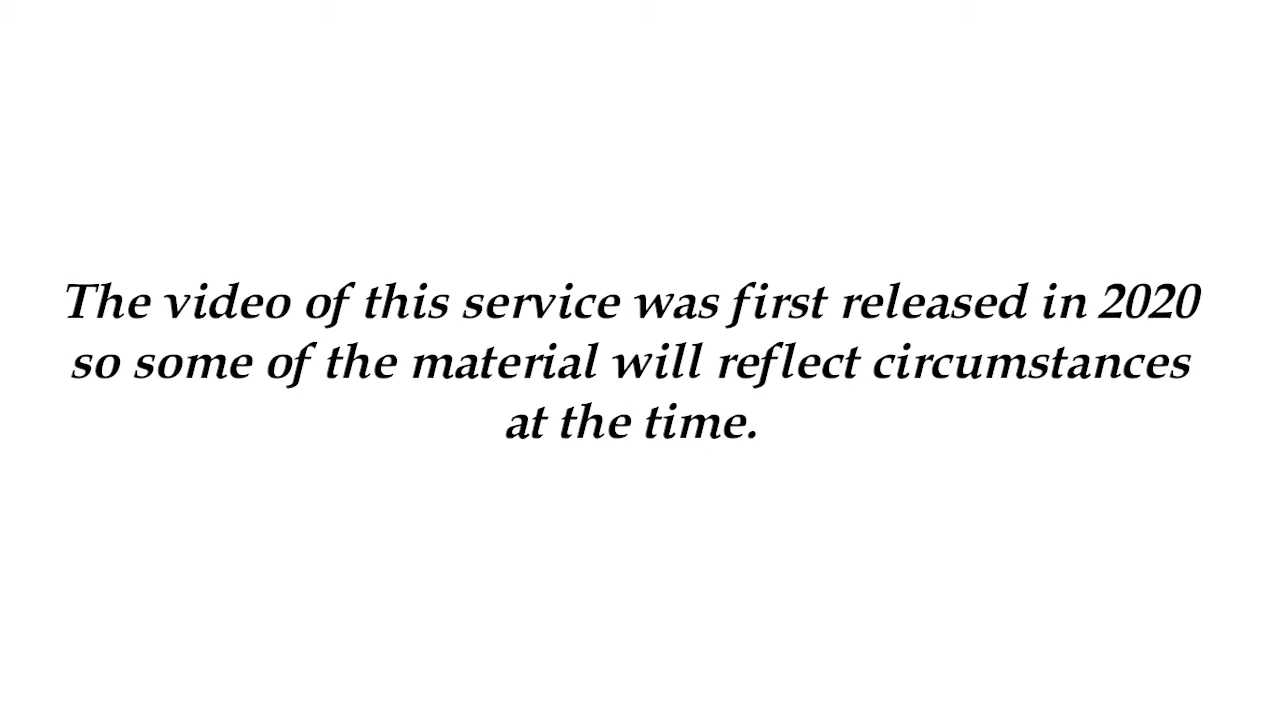 The video of this service was first released in 2020
so some of the material will reflect circumstances
at the time.